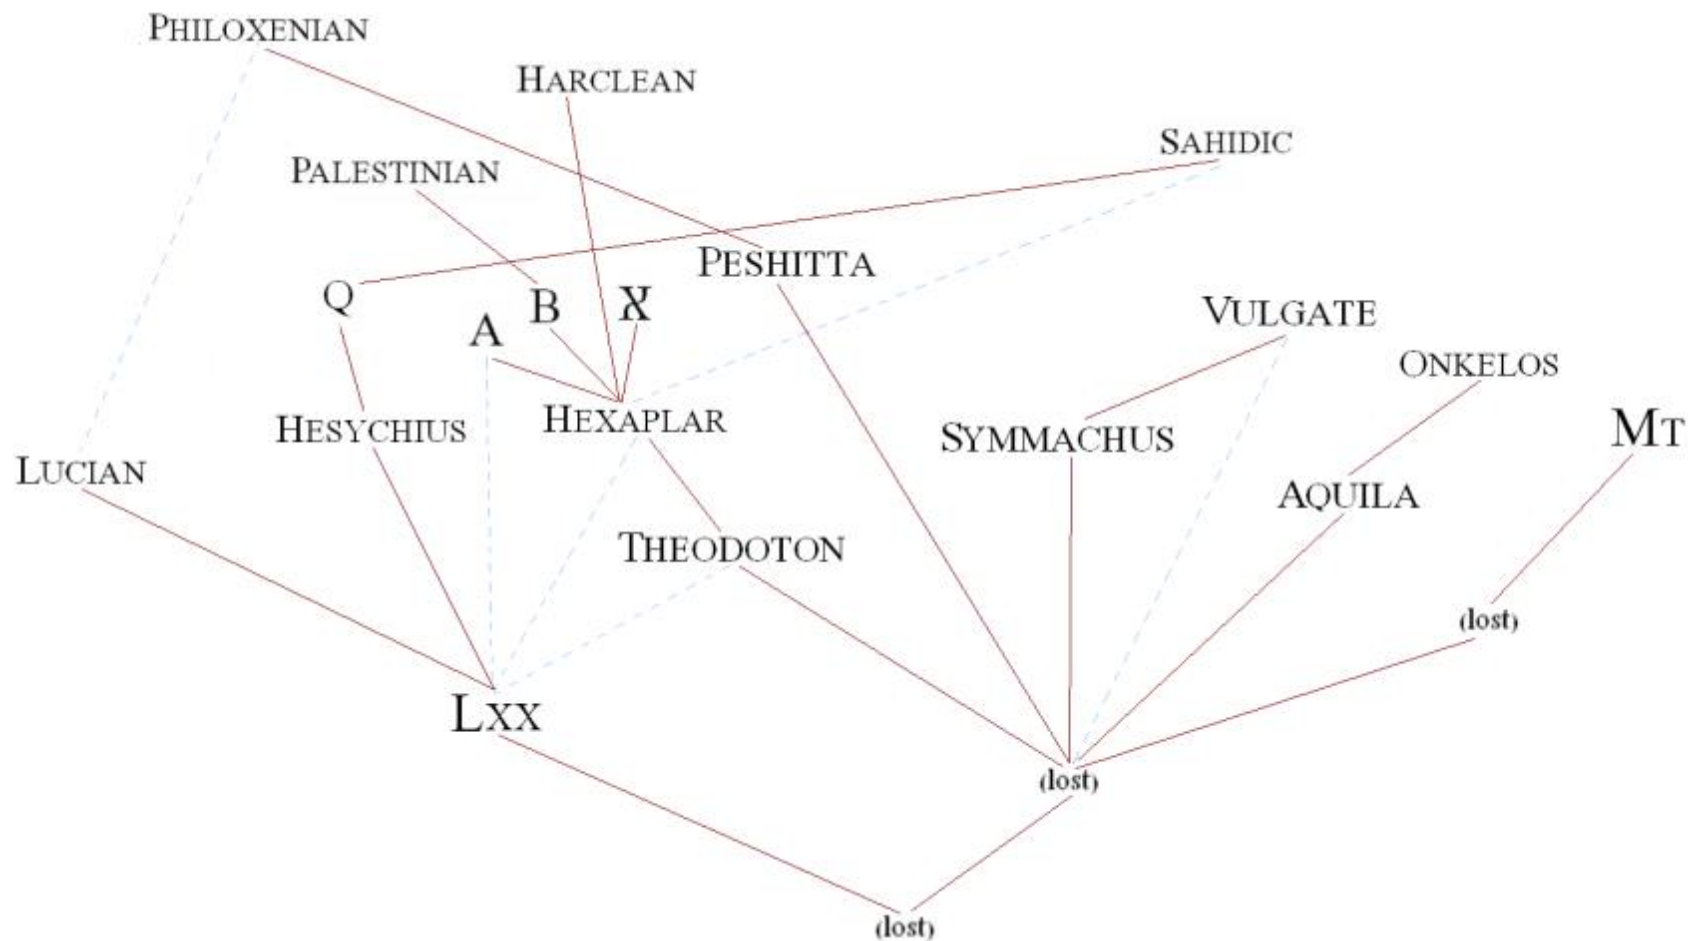 PHILOXENIAN
HARCLEAN
SAHIDIC
PALESTINIAN
PESHITTA
Q
B
א
A
VULGATE
ONKELOS
HESYCHIUS
HEXAPLAR
SYMMACHUS
MT
LUCIAN
AQUILA
THEODOTON
(lost)
LXX
(lost)
(lost)